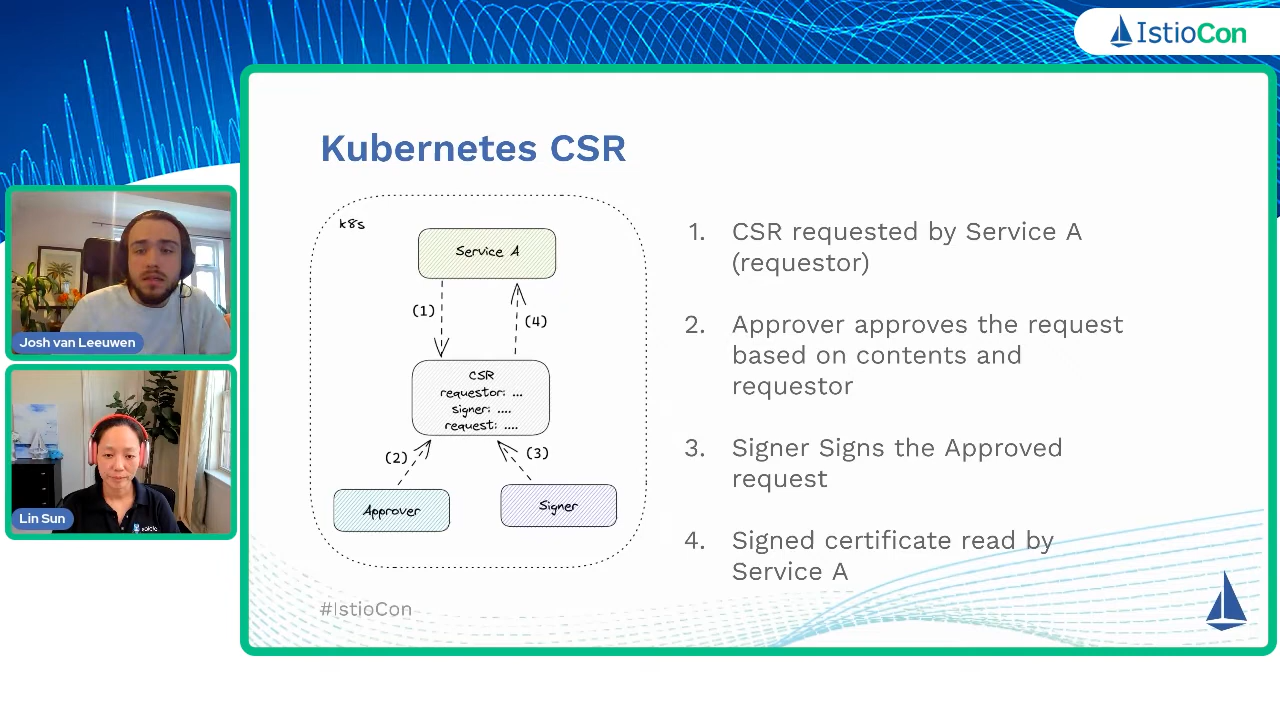 IstioCon
Kubernetes CSR
k8s
Service A
(1)
(4)
CSR
requestor: ...
signer: ....
request: ....
(2)
(3)
Approver
Signer
1. CSR requested by Service A
(requestor)
2. Approver approves the request
based on contents and
requestor
3. Signer Signs the Approved
request
4. Signed certificate read by
Service A
#IstioCon
Josh van Leeuwen
Lin Sun
solo.io